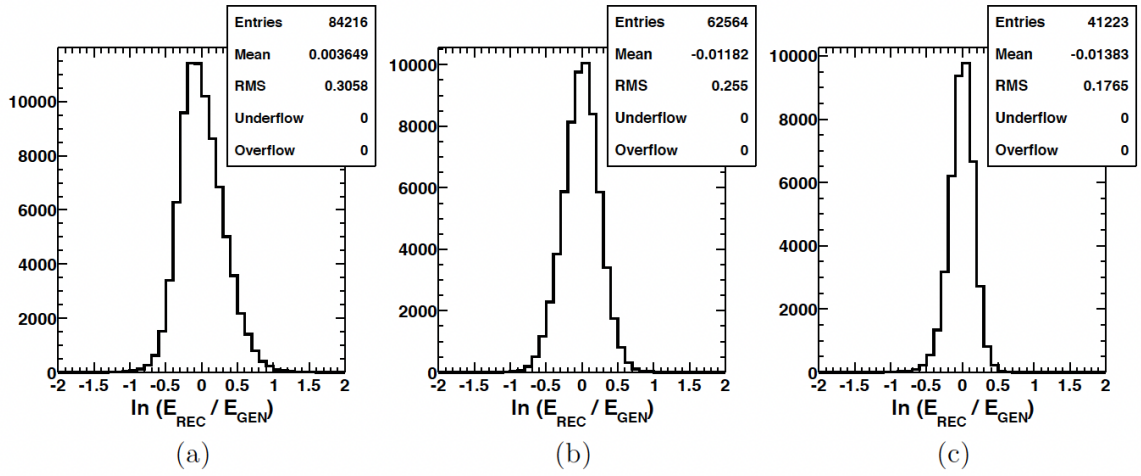 Entries 84216
Mean 0.003649
RMS 0.3058
Underflow 0
Overflow 0
10000
8000
6000
4000
2000
0
-2 -1.5 -1 -0.5 0 0.5 1 1.5 2
ln (E_REC / E_GEN)
(a)
Entries 62564
Mean -0.01182
RMS 0.255
Underflow 0
Overflow 0
10000
8000
6000
4000
2000
0
-2 -1.5 -1 -0.5 0 0.5 1 1.5 2
ln (E_REC / E_GEN)
(b)
Entries 41223
Mean -0.01383
RMS 0.1765
Underflow 0
Overflow 0
10000
8000
6000
4000
2000
0
-2 -1.5 -1 -0.5 0 0.5 1 1.5 2
ln (E_REC / E_GEN)
(c)